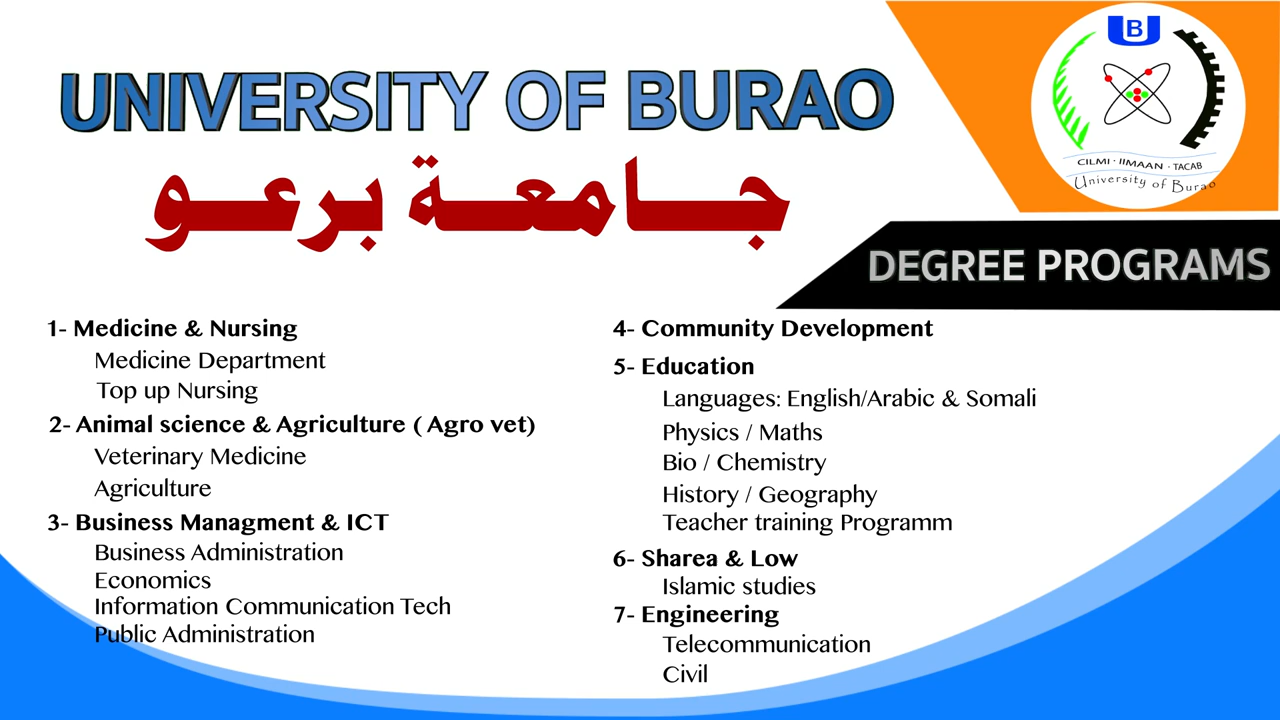 UNIVERSITY OF BURAO
جامعة برعو
B
CILMI · IIMAAN · TACAB
University of Burao
DEGREE PROGRAMS
1- Medicine & Nursing
Medicine Department
Top up Nursing
2- Animal science & Agriculture ( Agro vet)
Veterinary Medicine
Agriculture
3- Business Managment & ICT
Business Administration
Economics
Information Communication Tech
Public Administration
4- Community Development
5- Education
Languages: English/Arabic & Somali
Physics / Maths
Bio / Chemistry
History / Geography
Teacher training Programm
6- Sharea & Low
Islamic studies
7- Engineering
Telecommunication
Civil